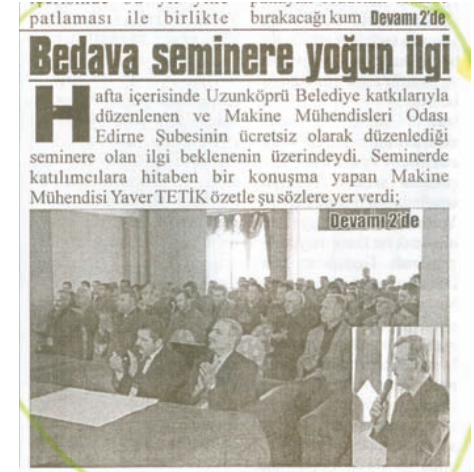 patlaması ile birlikte
bırakacağı kum Devamı 2'de
Bedava seminere yoğun ilgi
Hafta içerisinde Uzunköprü Belediye katkılarıyla
düzenlenen ve Makine Mühendisleri Odası
Edirne Şubesinin ücretsiz olarak düzenlediği
seminere olan ilgi beklenenin üzerindeydi. Seminerde
katılımcılara hitaben bir konuşma yapan Makine
Mühendisi Yaver TETİK özetle şu sözlere yer verdi;
Devamı 2'de